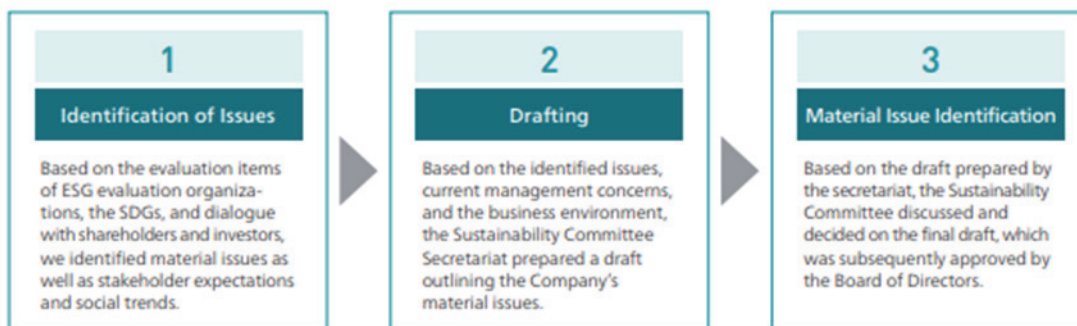 1
Identification of Issues
Based on the evaluation items
of ESG evaluation organiza-
tions, the SDGs, and dialogue
with shareholders and investors,
we identified material issues as
well as stakeholder expectations
and social trends.
2
Drafting
Based on the identified issues,
current management concerns,
and the business environment,
the Sustainability Committee
Secretariat prepared a draft
outlining the Company's
material issues.
3
Material Issue Identification
Based on the draft prepared by
the secretariat, the Sustainability
Committee discussed and
decided on the final draft, which
was subsequently approved by
the Board of Directors.